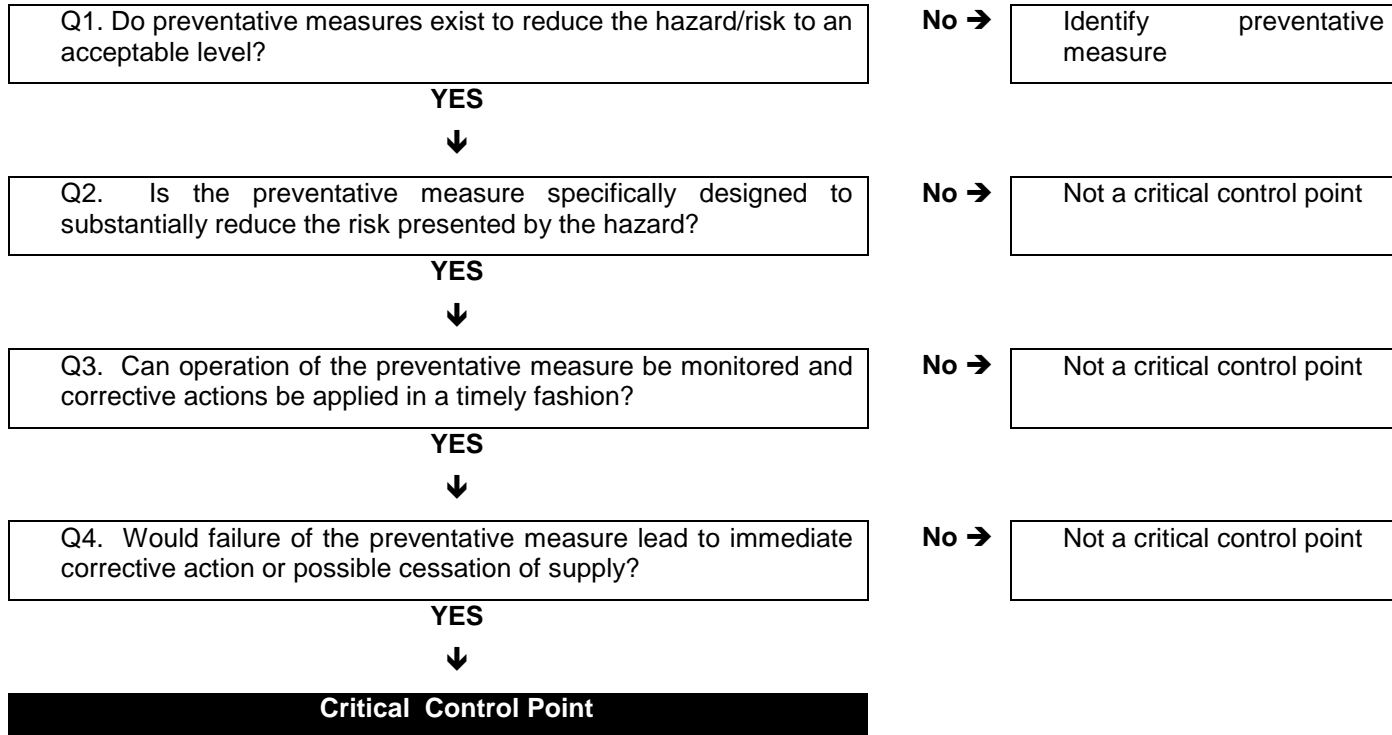 Q1. Do preventative measures exist to reduce the hazard/risk to an
acceptable level?
No ➔
Identify preventative
measure
YES
Q2. Is the preventative measure specifically designed to
substantially reduce the risk presented by the hazard?
No ➔
Not a critical control point
YES
Q3. Can operation of the preventative measure be monitored and
corrective actions be applied in a timely fashion?
No ➔
Not a critical control point
YES
Q4. Would failure of the preventative measure lead to immediate
corrective action or possible cessation of supply?
No ➔
Not a critical control point
YES
Critical Control Point